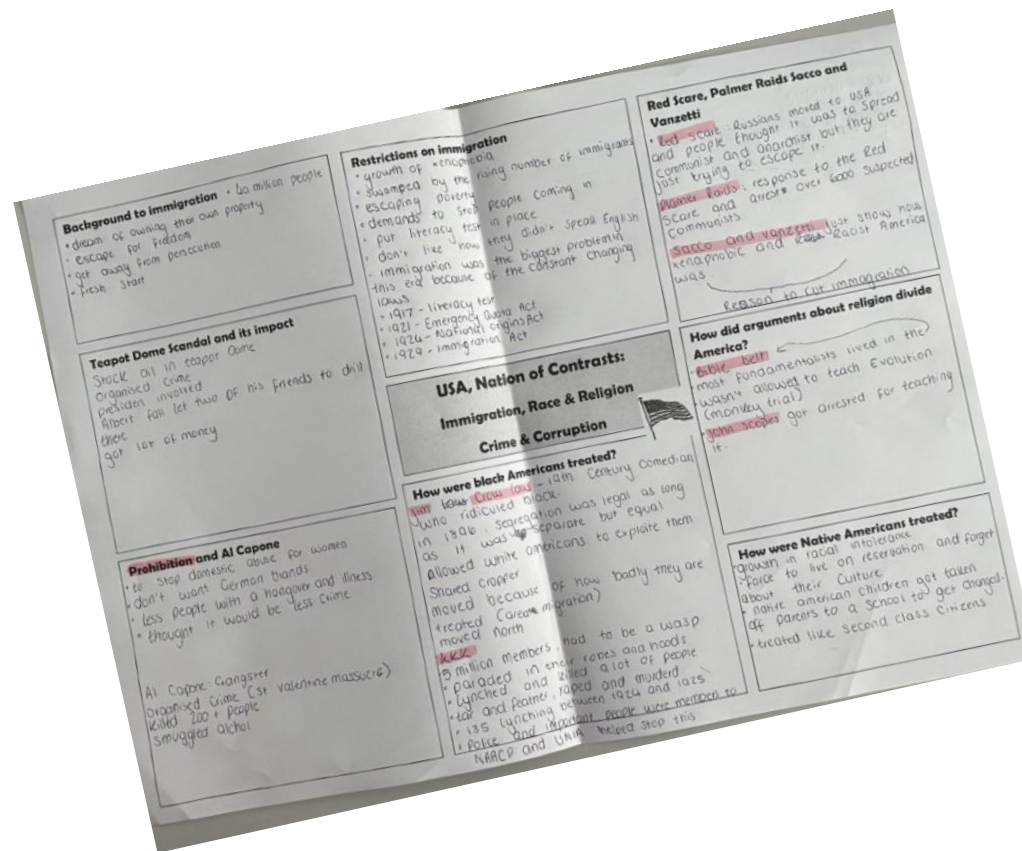 Background to immigration • 40 million people
• dream of owning ther own property
• escape for freedom
• get away from persecution
• fresh start
Teapot Dome Scandal and its impact
Stock oil in teapot Dome
organised crime
presiden involved
Albert Fall let two of his friends to drill
there
got lot of money
Prohibition and Al Capone
• to stop domestic abuse for women
• don't want German brands
• less people with a hangover and illness
• thought it would be less crime
Al Capone: Gangster
Organised Crime (St valentine massucre)
killed 200+ people
smuggled alchol
Restrictions on immigration
• growth of xenophobia
• swamped by the rising number of immigrants
• escaping poverty
• demands to stop people coming in
• put literacy test in place
• don't like how they didn't speak English
• immigration was the biggest problem in
this era because of the constant changing
laws
• 1917 - literacy test
• 1921 - Emergency Quota Act
• 1924 - National origins Act
• 1929 - Immigration Act
USA, Nation of Contrasts:
Immigration, Race & Religion
Crime & Corruption
How were black Americans treated?
Jim Crow law - 19th Century Comedian
who ridiculed black.
in 1896, segregation was legal as long
as it was separate but equal
allowed white americans to exploite them
Shared cropper
moved because of how badly they are
treated (Great migration)
moved North
KKK
5 million members, had to be a wasp
• paraded in their robes and hoods
• Lynched and killed a lot of people
• tar and feather, raped and murderd
• 135 Lynching between 1924 and 1925
• Police and important people were members to
NAACP and UNIA helped stop this
Red Scare, Palmer Raids Sacco and
Vanzetti
• Red scare: Russians moved to USA
and people thought it was to spread
communist and anarchist but they are
just trying to escape it.
Palmer Raids: response to the Red
Scare and arrests over 6000 suspected
communists
Sacco and vanzetti just show how
xenaphobic and Racist America
was
Reason to cut immagration
How did arguments about religion divide
America?
• Bible belt
• most fundamentalists lived in the
• wasn't allowed to teach Evolution
(monkey trial)
• John scopes got arrested for teaching
it.
How were Native Americans treated?
• growth in racial intolerance
• force to live on reservation and forget
about their culture
• native american children got taken
off parents to a school to get changed
• treated like second class citizens